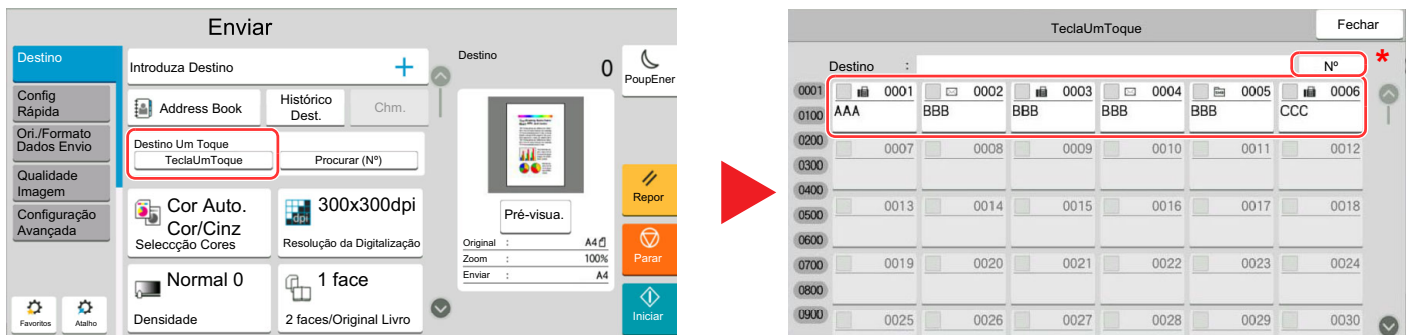 Enviar
Destino
Config
Rápida
Ori./Formato
Dados Envio
Qualidade
Imagem
Configuração
Avançada
Favoritos
Atalho
Introduza Destino
Address Book
Histórico
Dest.
Chm.
Destino Um Toque
TeclaUmToque
Procurar (Nº)
Cor Auto.
Cor/Cinz
Selecção Cores
300x300dpi
dpi
Resolução da Digitalização
Normal 0
Densidade
1 face
2 faces/Original Livro
Destino
0
Pré-visua.
Original : A4
Zoom : 100%
Enviar : A4
PoupEner
Repor
Parar
Iniciar
TeclaUmToque
Fechar
Destino :
Nº
*
0001
0100
0200
0300
0400
0500
0600
0700
0800
0900
0001 0002 0003 0004 0005 0006
AAA BBB BBB BBB BBB CCC
0007 0008 0009 0010 0011 0012
0013 0014 0015 0016 0017 0018
0019 0020 0021 0022 0023 0024
0025 0026 0027 0028 0029 0030